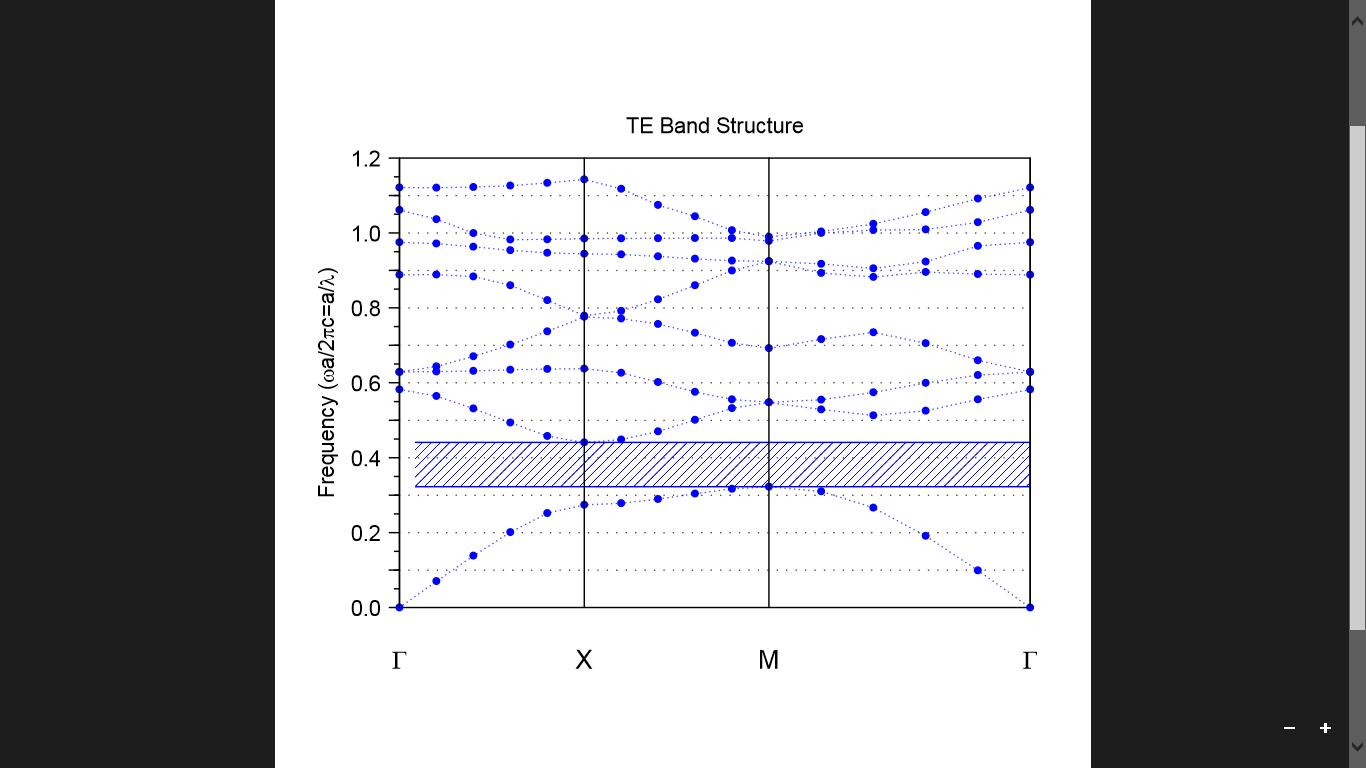 TE Band Structure
1.2
1.0
0.8
0.6
0.4
0.2
0.0
Frequency (ωa/2πc=a/λ)
Γ X M Γ
− +